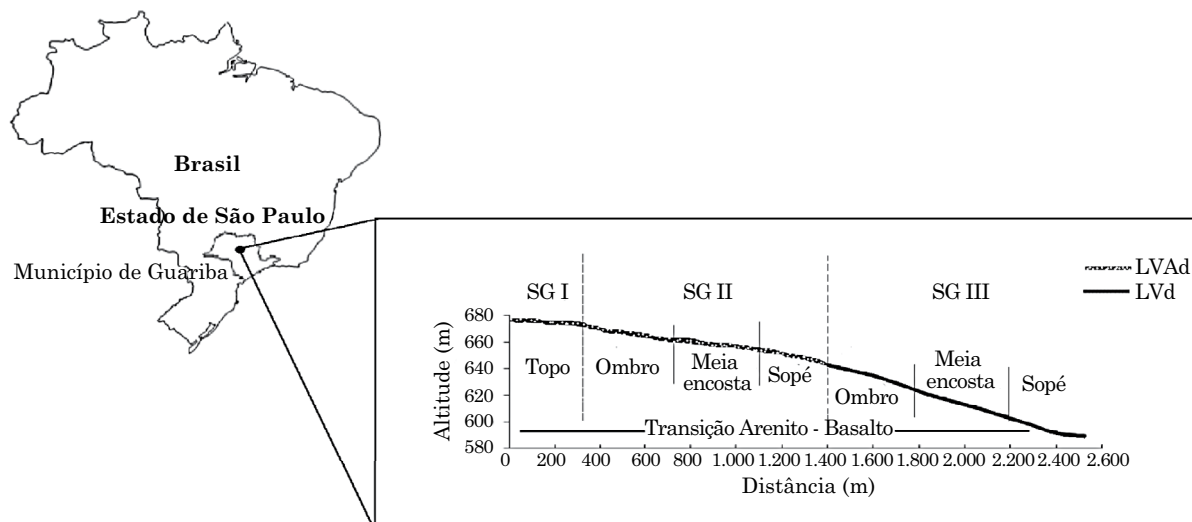 Brasil
Estado de São Paulo
Município de Guariba
LVAd
LVd
SG I
SG II
SG III
Altitude (m)
680
660
640
620
600
580
Topo
Ombro
Meia
encosta
Sopé
Ombro
Meia
encosta
Sopé
Transição Arenito - Basalto
0
200
400
600
800
1.000
1.200
1.400
1.600
1.800
2.000
2.200
2.400
2.600
Distância (m)